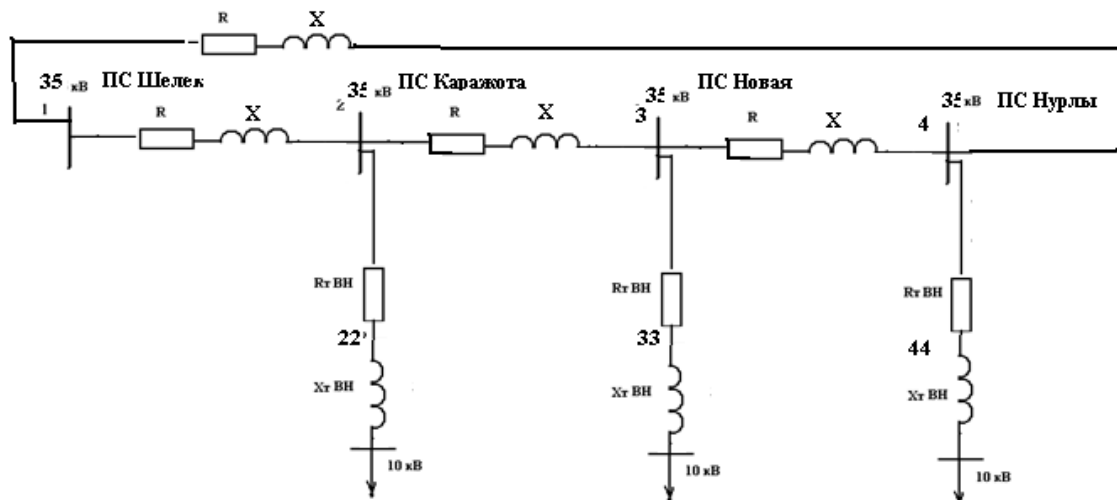 R X
35 кВ ПС Шелек 35 кВ ПС Каражота 35 кВ ПС Новая 35 кВ ПС Нурлы
1 R X 2 R X 3 R X 4
Rт ВН Rт ВН Rт ВН
22' 33 44
Xт ВН Xт ВН Xт ВН
10 кВ 10 кВ 10 кВ